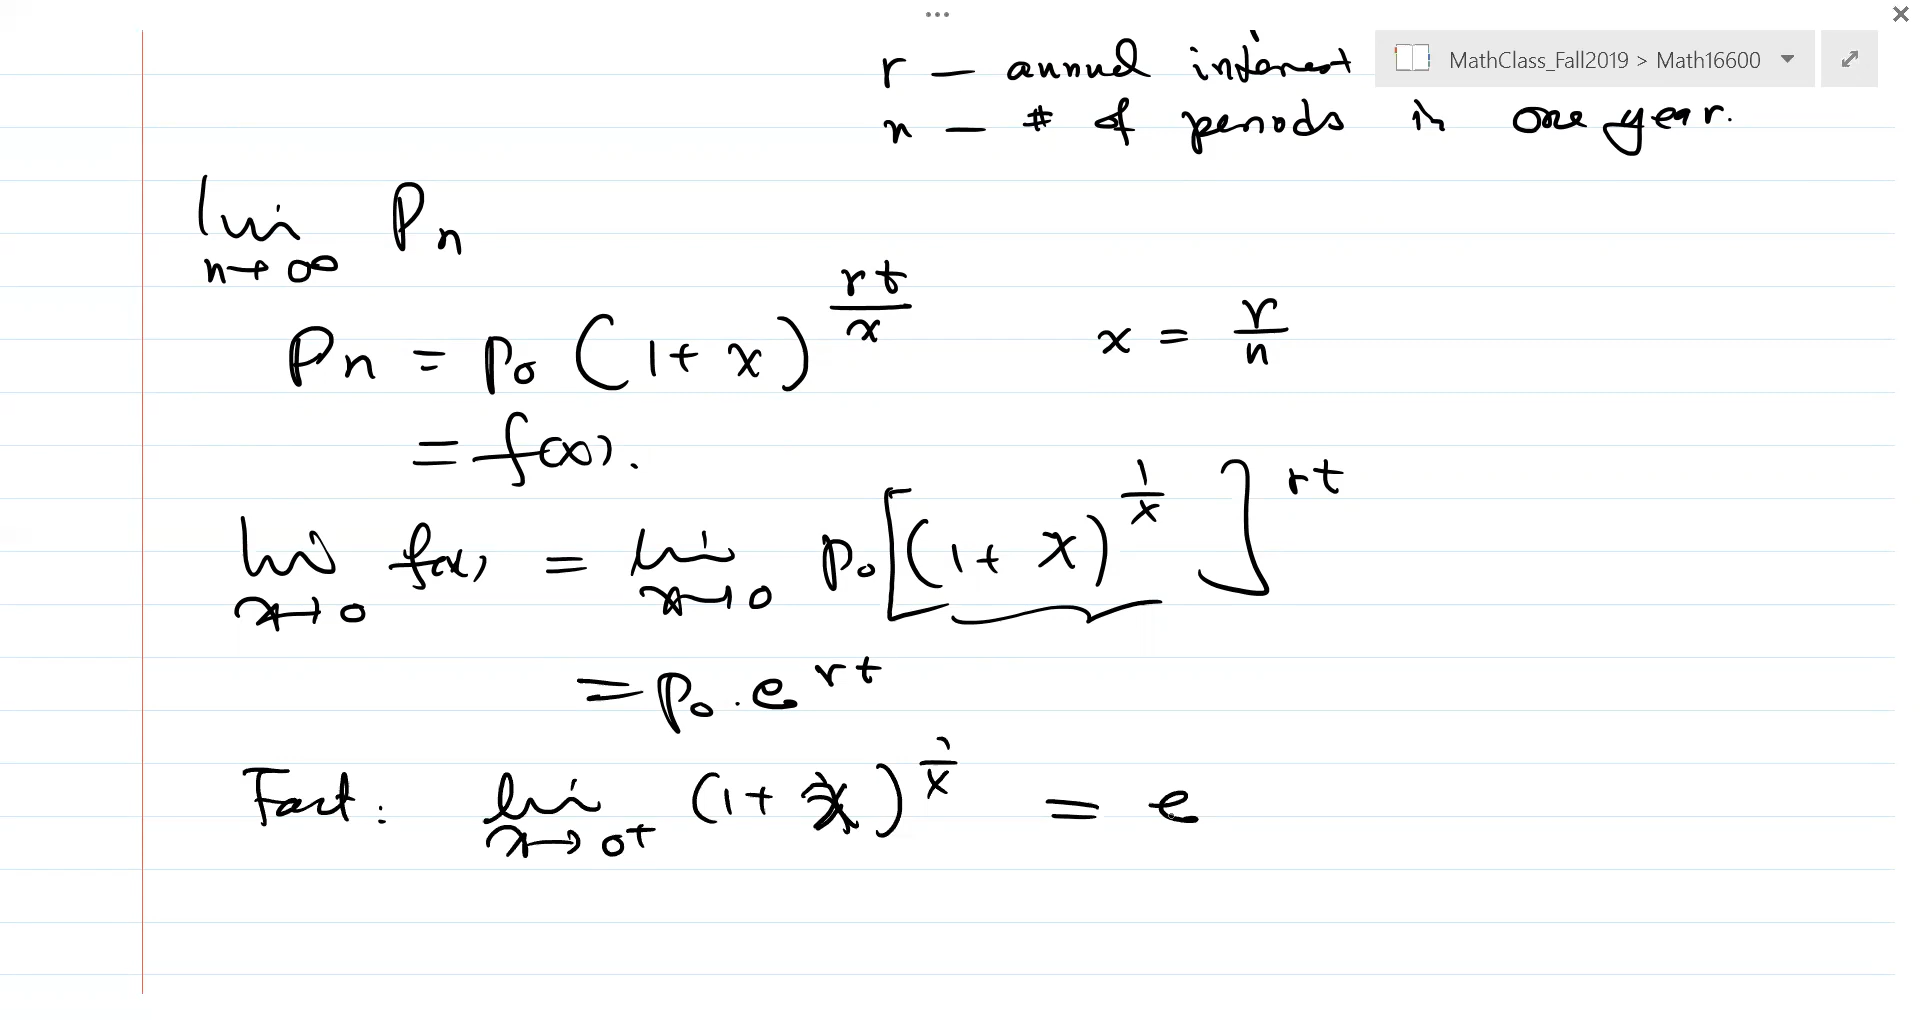 r — annual interest
MathClass_Fall2019 > Math16600
n — # of periods in one year.
lim Pn
n→∞
Pn = P₀ (1 + x)^(rt/x)    x = r/n
= f(x).
lim f(x) = lim P₀ [(1 + x)^(1/x)]^(rt)
x→0    x→0
= P₀ . e^(rt)
Fact: lim (1 + x)^(1/x) = e
x→0+